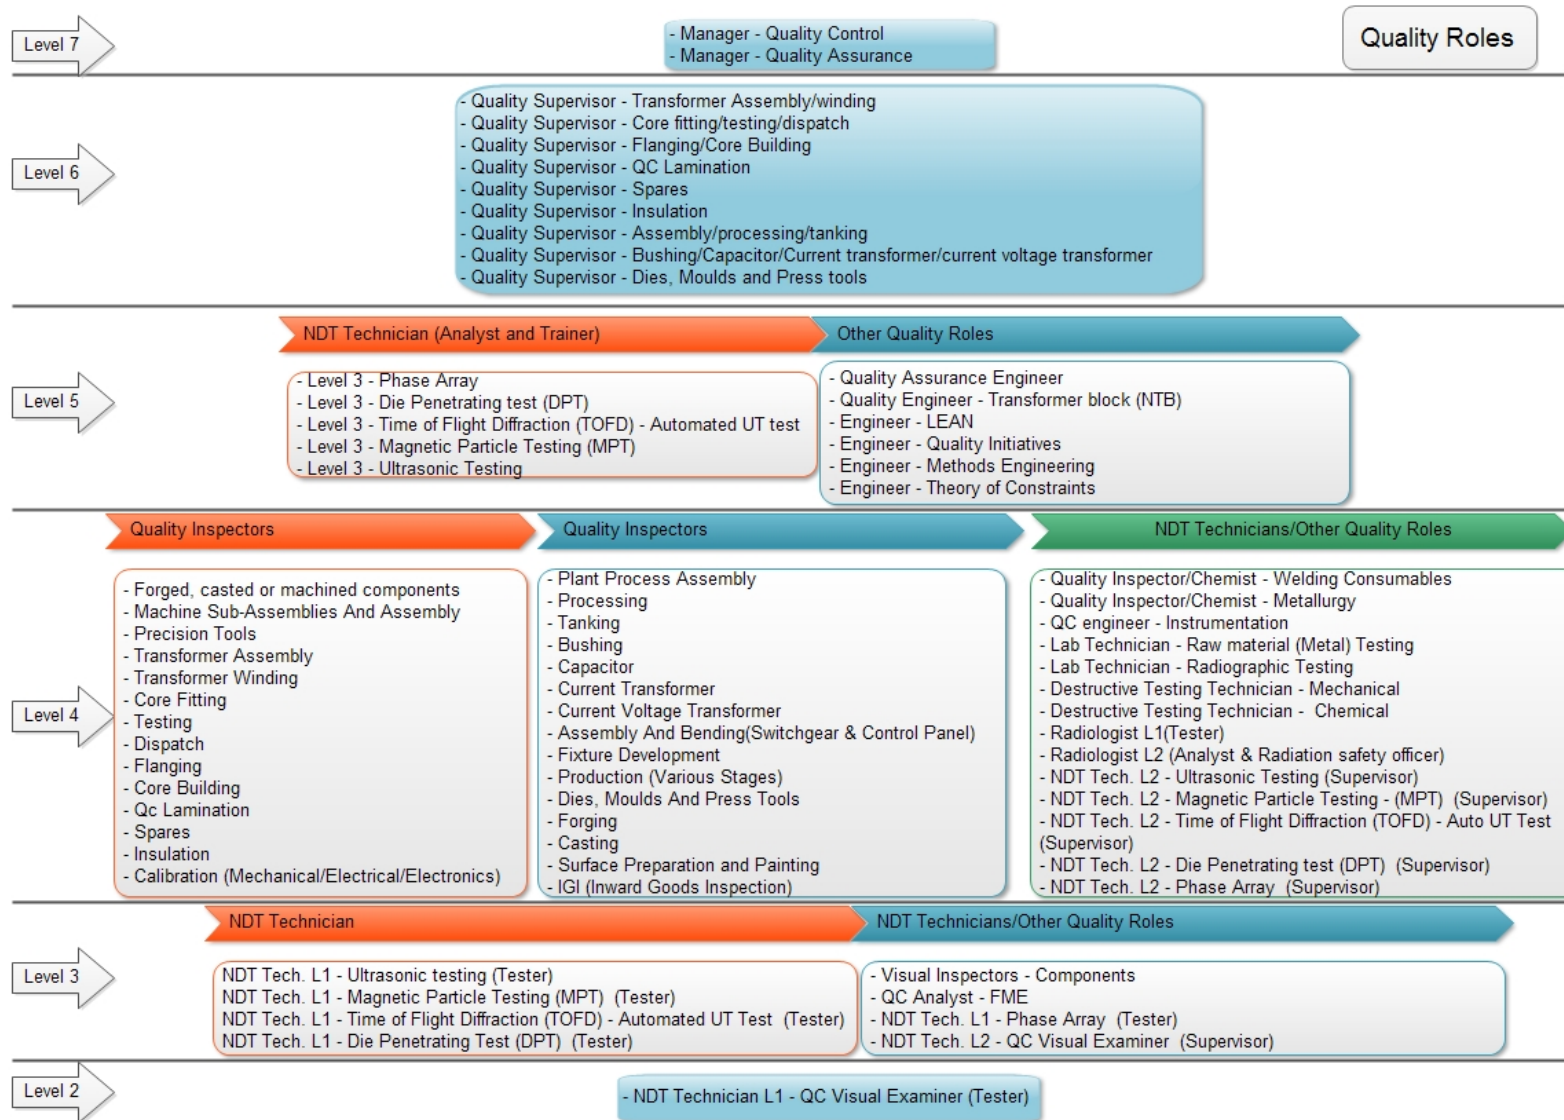 Quality Roles
Level 7
- Manager - Quality Control
- Manager - Quality Assurance
Level 6
- Quality Supervisor - Transformer Assembly/winding
- Quality Supervisor - Core fitting/testing/dispatch
- Quality Supervisor - Flanging/Core Building
- Quality Supervisor - QC Lamination
- Quality Supervisor - Spares
- Quality Supervisor - Insulation
- Quality Supervisor - Assembly/processing/tanking
- Quality Supervisor - Bushing/Capacitor/Current transformer/current voltage transformer
- Quality Supervisor - Dies, Moulds and Press tools
Level 5
NDT Technician (Analyst and Trainer)
- Level 3 - Phase Array
- Level 3 - Die Penetrating test (DPT)
- Level 3 - Time of Flight Diffraction (TOFD) - Automated UT test
- Level 3 - Magnetic Particle Testing (MPT)
- Level 3 - Ultrasonic Testing
Other Quality Roles
- Quality Assurance Engineer
- Quality Engineer - Transformer block (NTB)
- Engineer - LEAN
- Engineer - Quality Initiatives
- Engineer - Methods Engineering
- Engineer - Theory of Constraints
Level 4
Quality Inspectors
- Forged, casted or machined components
- Machine Sub-Assemblies And Assembly
- Precision Tools
- Transformer Assembly
- Transformer Winding
- Core Fitting
- Testing
- Dispatch
- Flanging
- Core Building
- Qc Lamination
- Spares
- Insulation
- Calibration (Mechanical/Electrical/Electronics)
Quality Inspectors
- Plant Process Assembly
- Processing
- Tanking
- Bushing
- Capacitor
- Current Transformer
- Current Voltage Transformer
- Assembly And Bending(Switchgear & Control Panel)
- Fixture Development
- Production (Various Stages)
- Dies, Moulds And Press Tools
- Forging
- Casting
- Surface Preparation and Painting
- IGI (Inward Goods Inspection)
NDT Technicians/Other Quality Roles
- Quality Inspector/Chemist - Welding Consumables
- Quality Inspector/Chemist - Metallurgy
- QC engineer - Instrumentation
- Lab Technician - Raw material (Metal) Testing
- Lab Technician - Radiographic Testing
- Destructive Testing Technician - Mechanical
- Destructive Testing Technician - Chemical
- Radiologist L1(Tester)
- Radiologist L2 (Analyst & Radiation safety officer)
- NDT Tech. L2 - Ultrasonic Testing (Supervisor)
- NDT Tech. L2 - Magnetic Particle Testing - (MPT) (Supervisor)
- NDT Tech. L2 - Time of Flight Diffraction (TOFD) - Auto UT Test
(Supervisor)
- NDT Tech. L2 - Die Penetrating test (DPT) (Supervisor)
- NDT Tech. L2 - Phase Array (Supervisor)
Level 3
NDT Technician
NDT Tech. L1 - Ultrasonic testing (Tester)
NDT Tech. L1 - Magnetic Particle Testing (MPT) (Tester)
NDT Tech. L1 - Time of Flight Diffraction (TOFD) - Automated UT Test (Tester)
NDT Tech. L1 - Die Penetrating Test (DPT) (Tester)
NDT Technicians/Other Quality Roles
- Visual Inspectors - Components
- QC Analyst - FME
- NDT Tech. L1 - Phase Array (Tester)
- NDT Tech. L2 - QC Visual Examiner (Supervisor)
Level 2
- NDT Technician L1 - QC Visual Examiner (Tester)